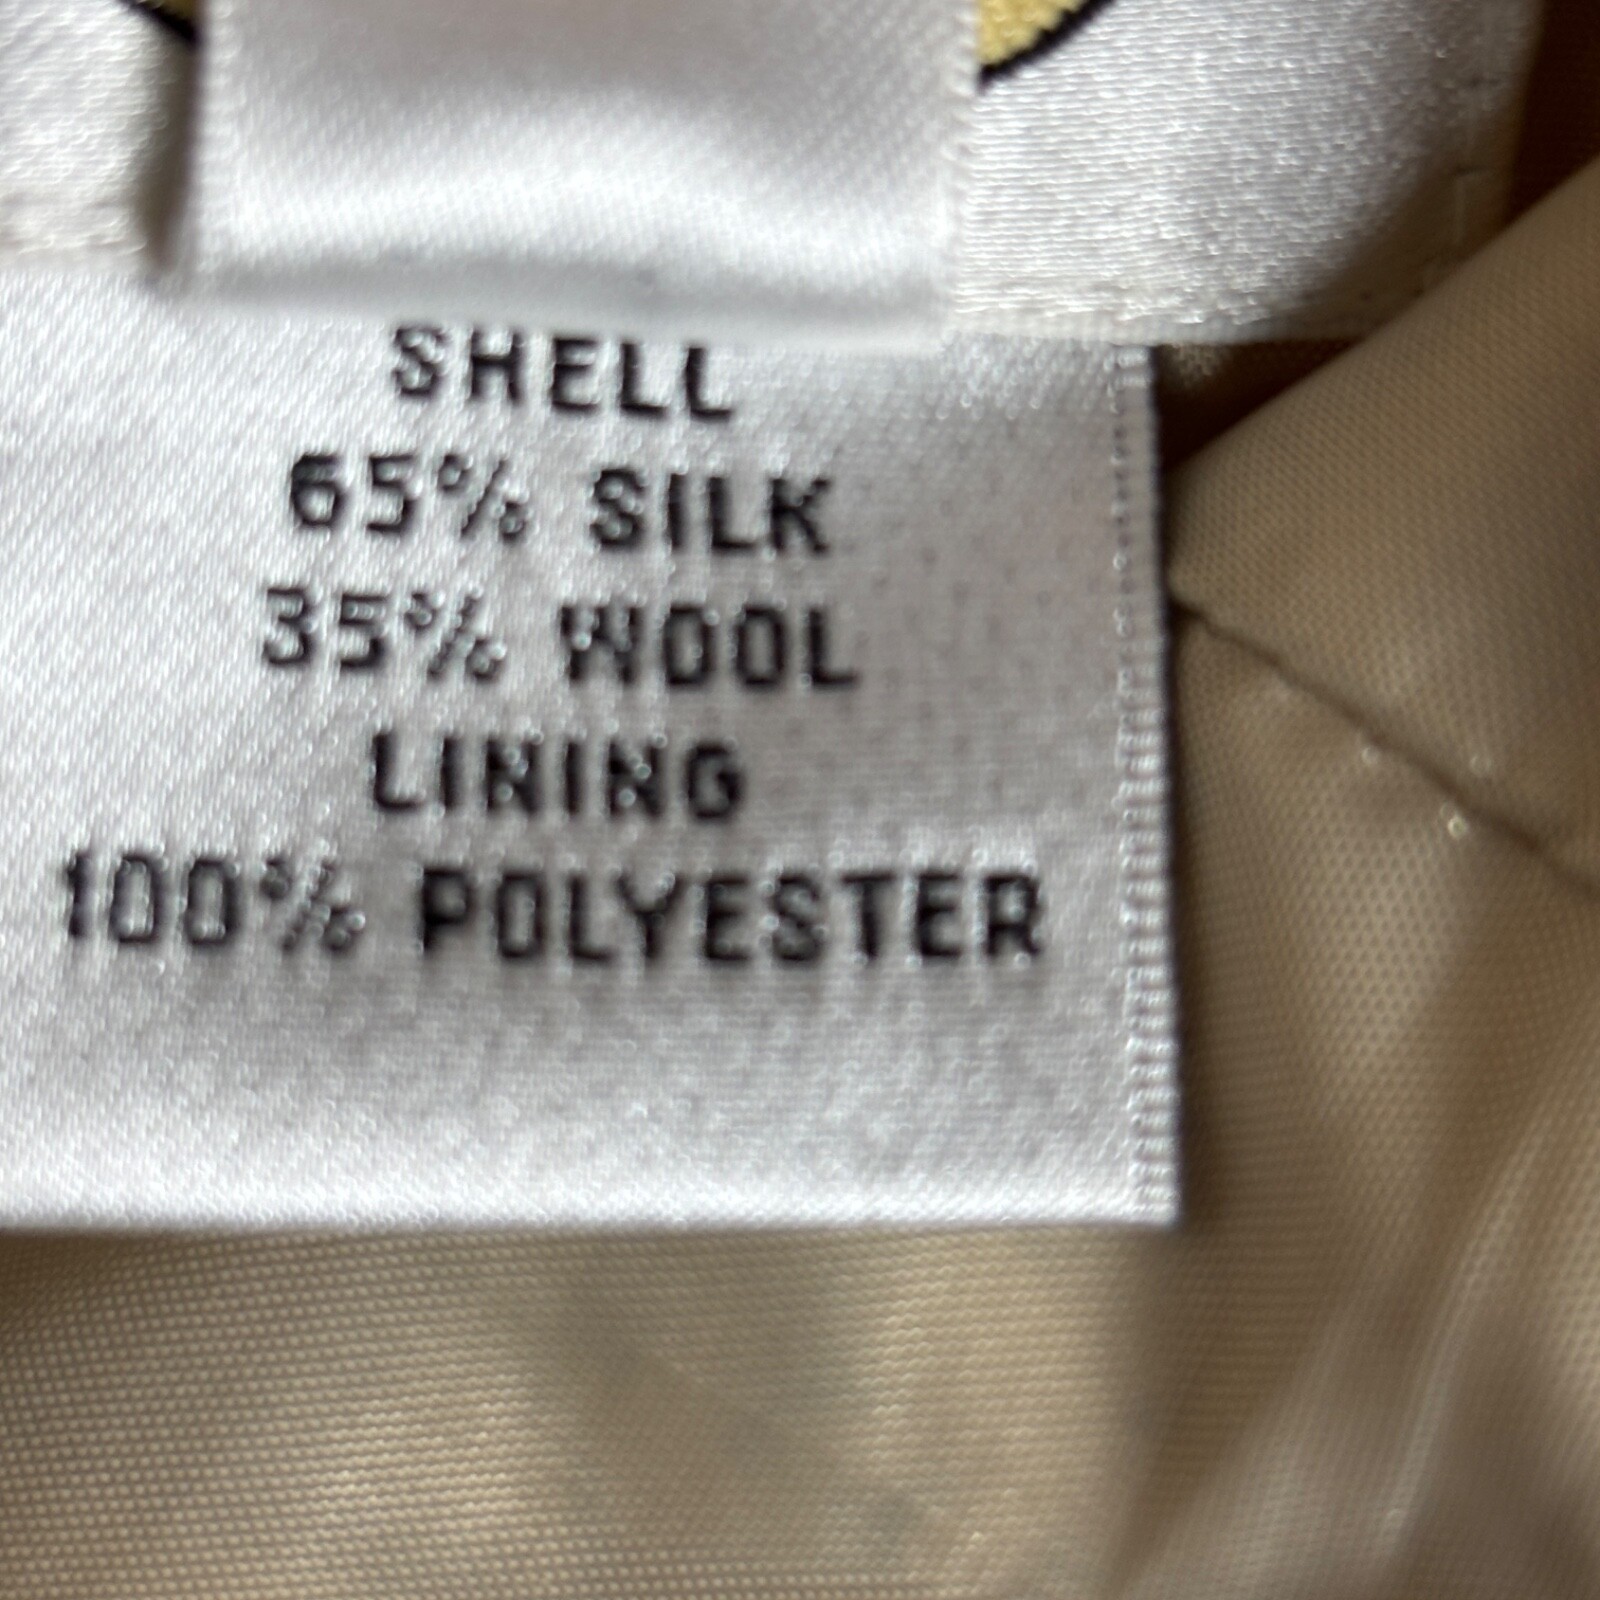 SHELL
65% SILK
35% WOOL
LINING
100% POLYESTER